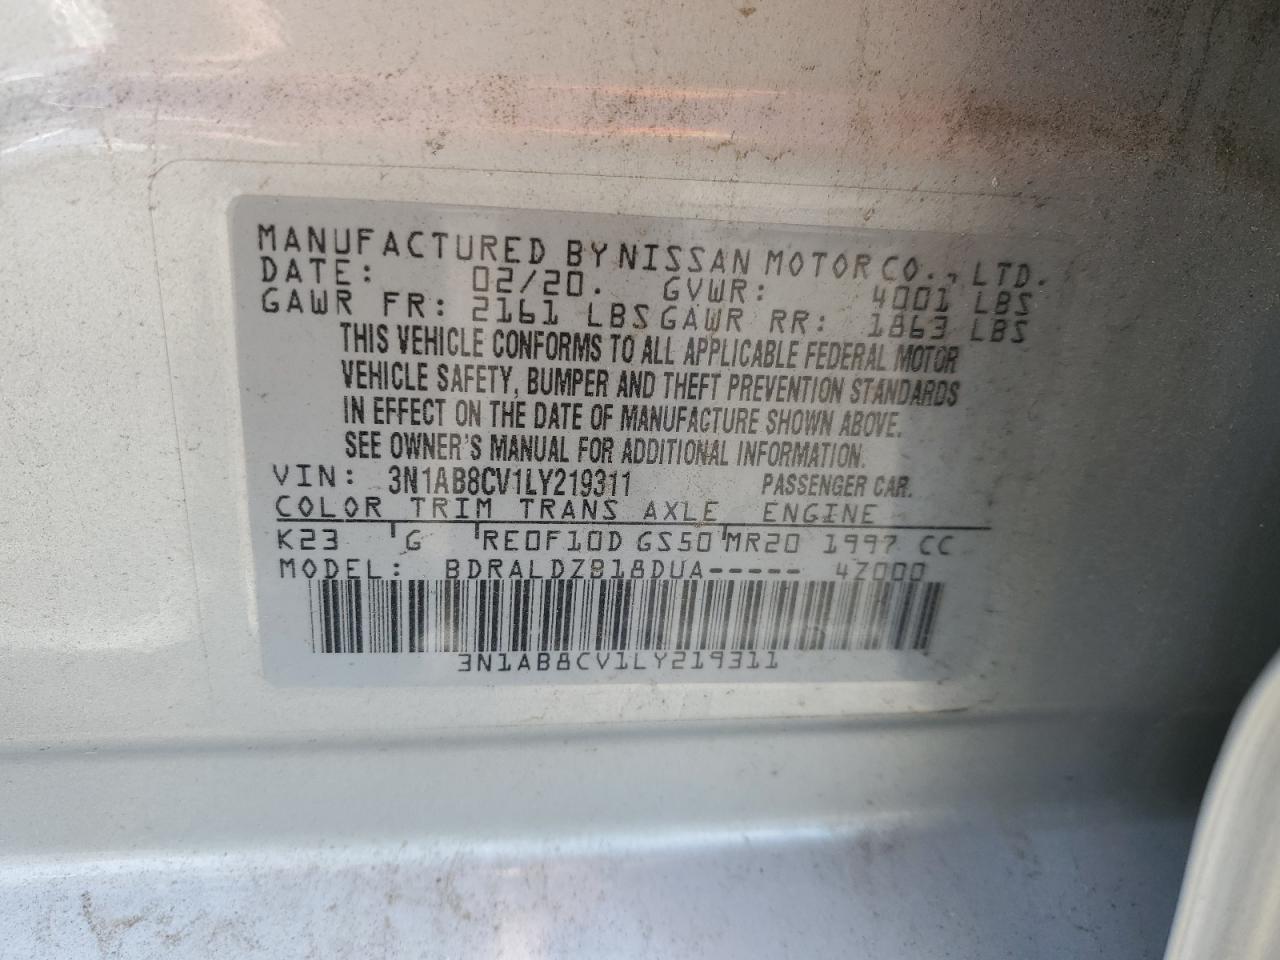 MANUFACTURED BY NISSAN MOTOR CO., LTD.
DATE: 02/20. GVWR: 4001 LBS
GAWR FR: 2161 LBS GAWR RR: 1863 LBS
THIS VEHICLE CONFORMS TO ALL APPLICABLE FEDERAL MOTOR
VEHICLE SAFETY, BUMPER AND THEFT PREVENTION STANDARDS
IN EFFECT ON THE DATE OF MANUFACTURE SHOWN ABOVE.
SEE OWNER'S MANUAL FOR ADDITIONAL INFORMATION.
VIN: 3N1AB8CV1LY219311 PASSENGER CAR.
COLOR TRIM TRANS AXLE ENGINE
K23 G RE0F10D GS50 MR20 1997 CC
MODEL: BDRALDZB18DUA----- 4Z000
3N1AB8CV1LY219311